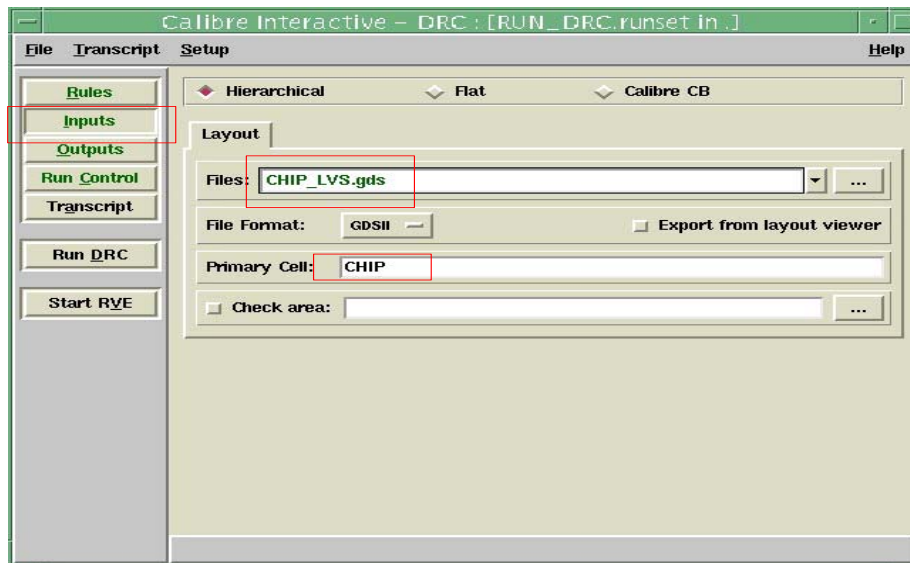 Calibre Interactive – DRC : [RUN_DRC.runset in .]
File Transcript Setup Help
Rules
Hierarchical Flat Calibre CB
Inputs
Layout
Outputs
Files: CHIP_LVS.gds ...
Run Control
Transcript
File Format: GDSII Export from layout viewer
Run DRC
Primary Cell: CHIP
Start RVE
Check area: ...